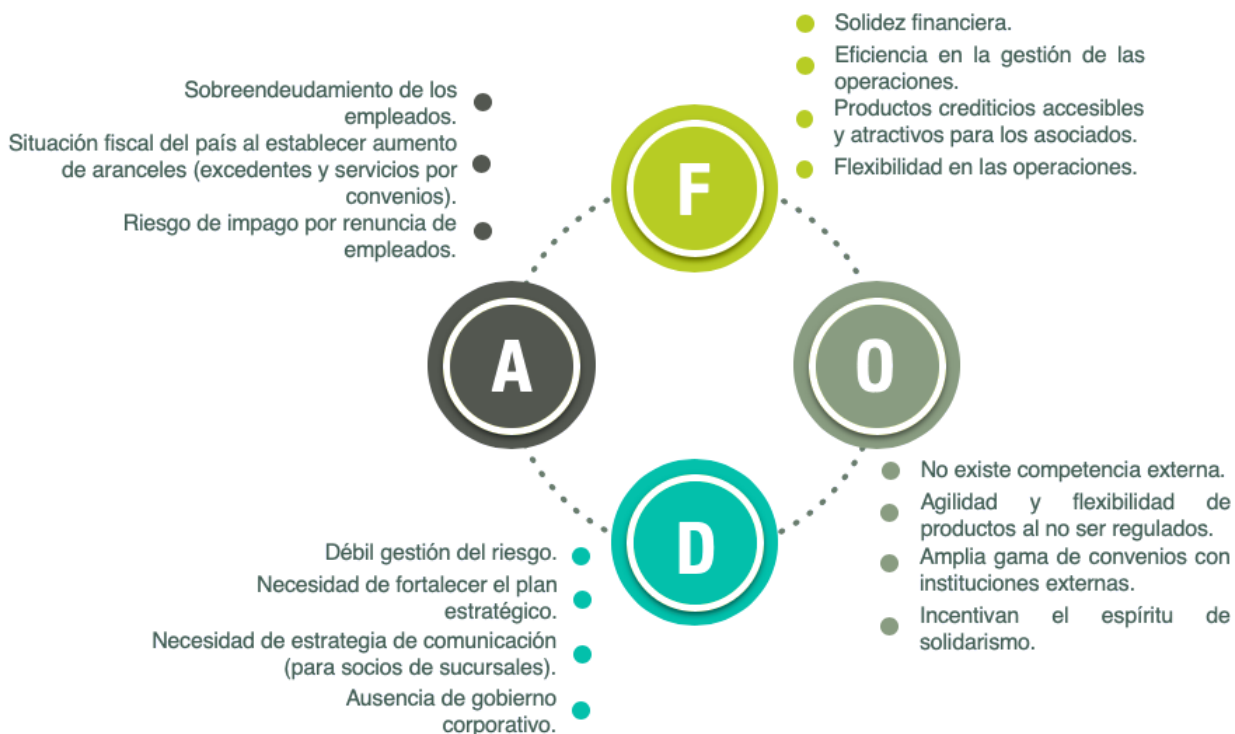 F
Solidez financiera.
Eficiencia en la gestión de las
operaciones.
Productos crediticios accesibles
y atractivos para los asociados.
Flexibilidad en las operaciones.
Sobreendeudamiento de los
empleados.
Situación fiscal del país al establecer aumento
de aranceles (excedentes y servicios por
convenios).
Riesgo de impago por renuncia de
empleados.
A
O
No existe competencia externa.
Agilidad y flexibilidad de
productos al no ser regulados.
Amplia gama de convenios con
instituciones externas.
Incentivan el espíritu de
solidarismo.
D
Débil gestión del riesgo.
Necesidad de fortalecer el plan
estratégico.
Necesidad de estrategia de comunicación
(para socios de sucursales).
Ausencia de gobierno
corporativo.